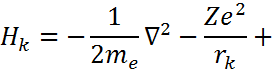 H_k = -\frac{1}{2m_e}\nabla^2 - \frac{Ze^2}{r_k} +